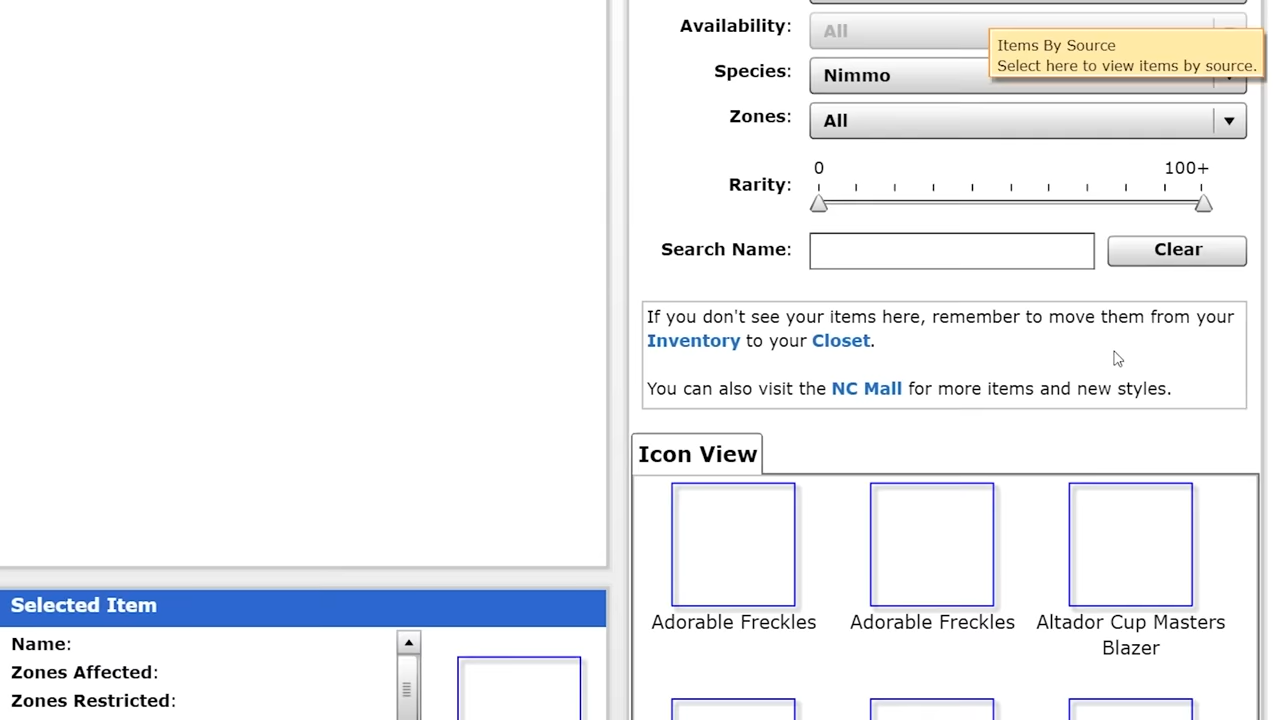 Availability:
All
Items By Source
Select here to view items by source.
Species:
Nimmo
Zones:
All
0
100+
Rarity:
Search Name:
Clear
If you don't see your items here, remember to move them from your
Inventory to your Closet.
You can also visit the NC Mall for more items and new styles.
Icon View
Adorable Freckles
Adorable Freckles
Altador Cup Masters
Blazer
Selected Item
Name:
Zones Affected:
Zones Restricted: